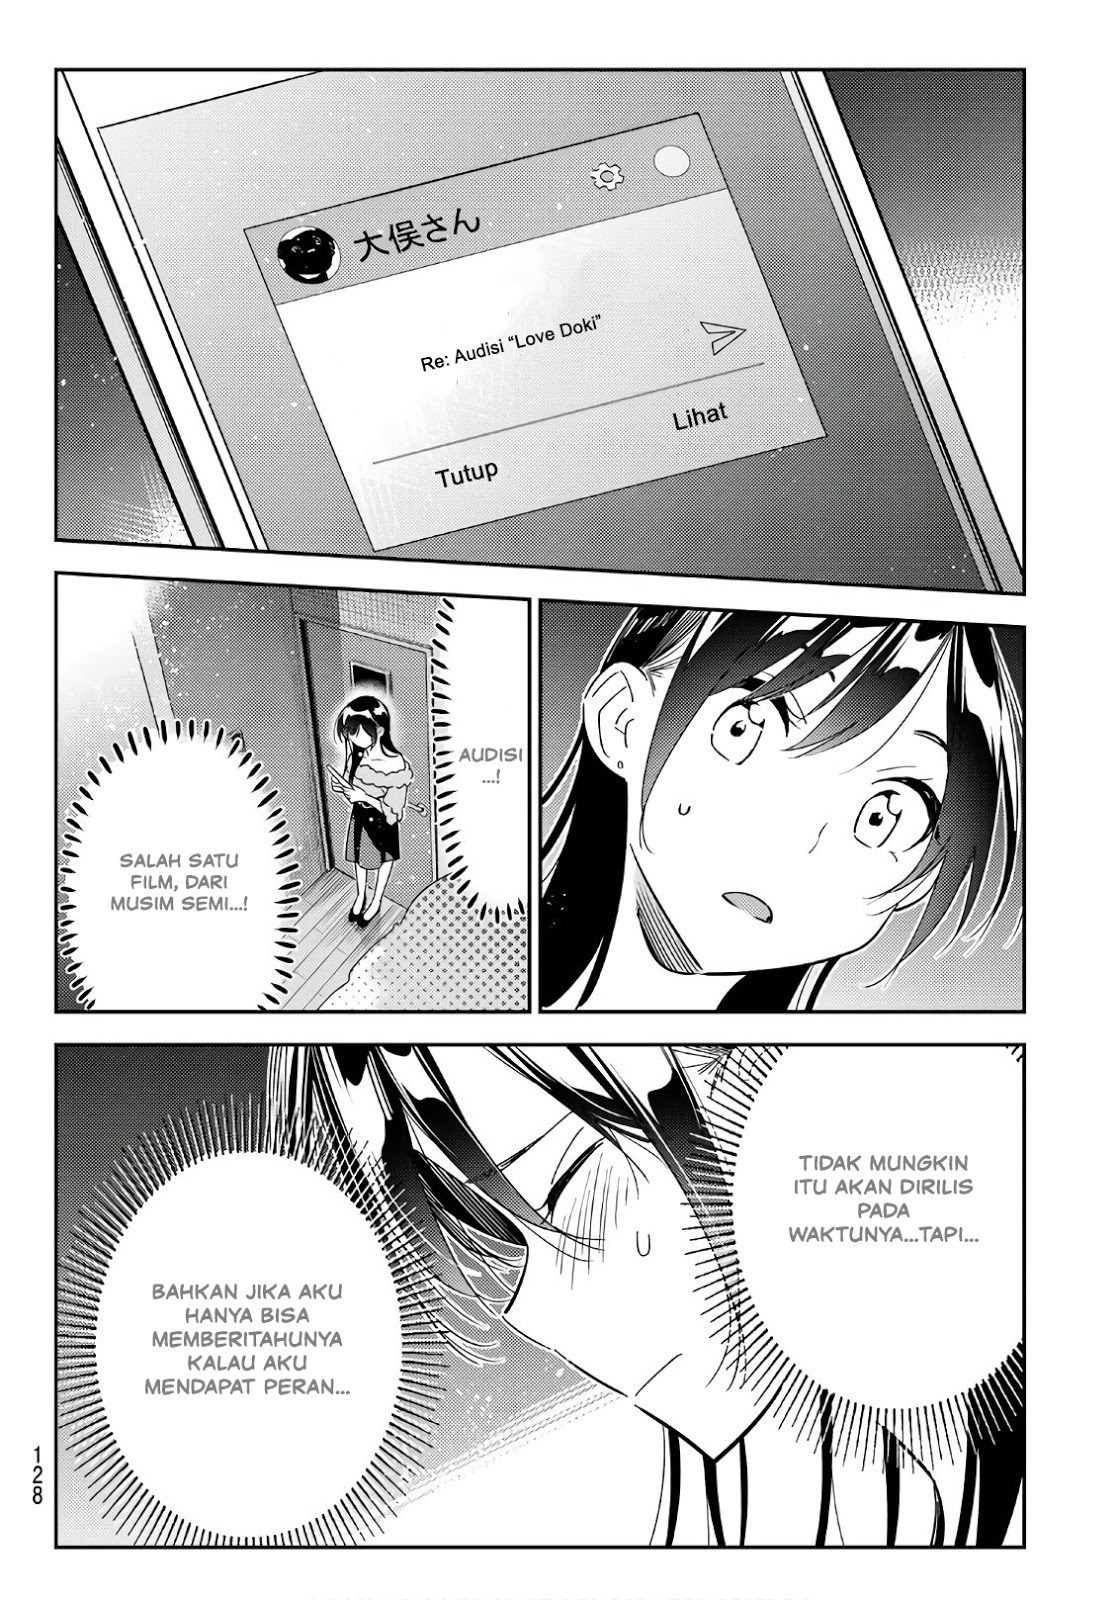 大俣さん
Re: Audisi “Love Doki”
Lihat
Tutup
AUDISI
...!
SALAH SATU
FILM, DARI
MUSIM SEMI...!
TIDAK MUNGKIN
ITU AKAN DIRILIS
PADA
WAKTUNYA...TAPI...
BAHKAN JIKA AKU
HANYA BISA
MEMBERITAHUNYA
KALAU AKU
MENDAPAT PERAN...
128